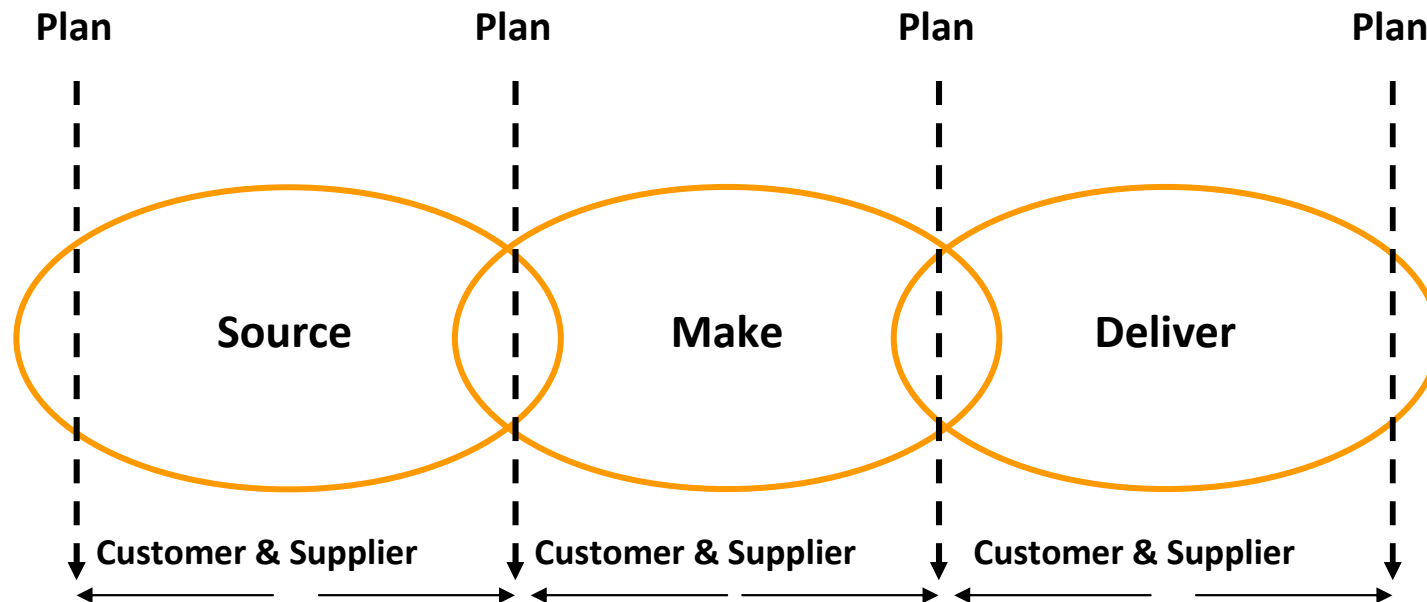 Plan
Plan
Plan
Plan
Source
Make
Deliver
Customer & Supplier
Customer & Supplier
Customer & Supplier